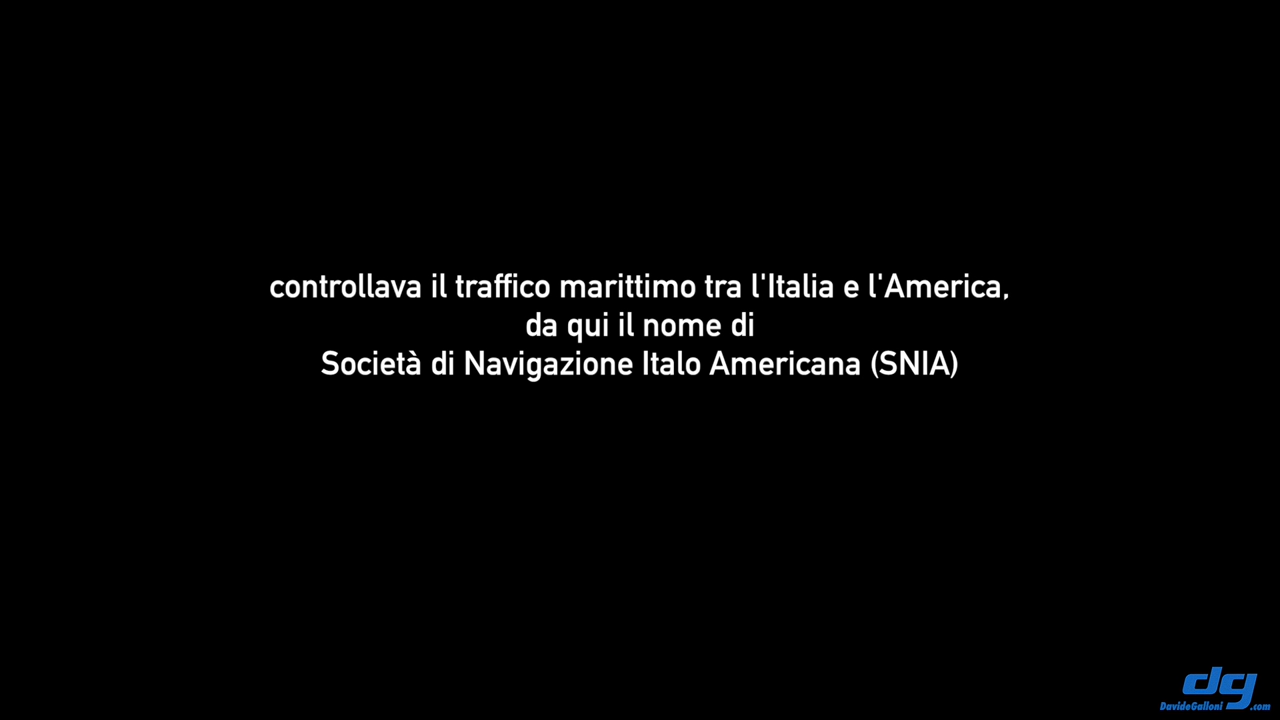 controllava il traffico marittimo tra l'Italia e l'America,
da qui il nome di
Società di Navigazione Italo Americana (SNIA)
dg
DavideGalloni.com